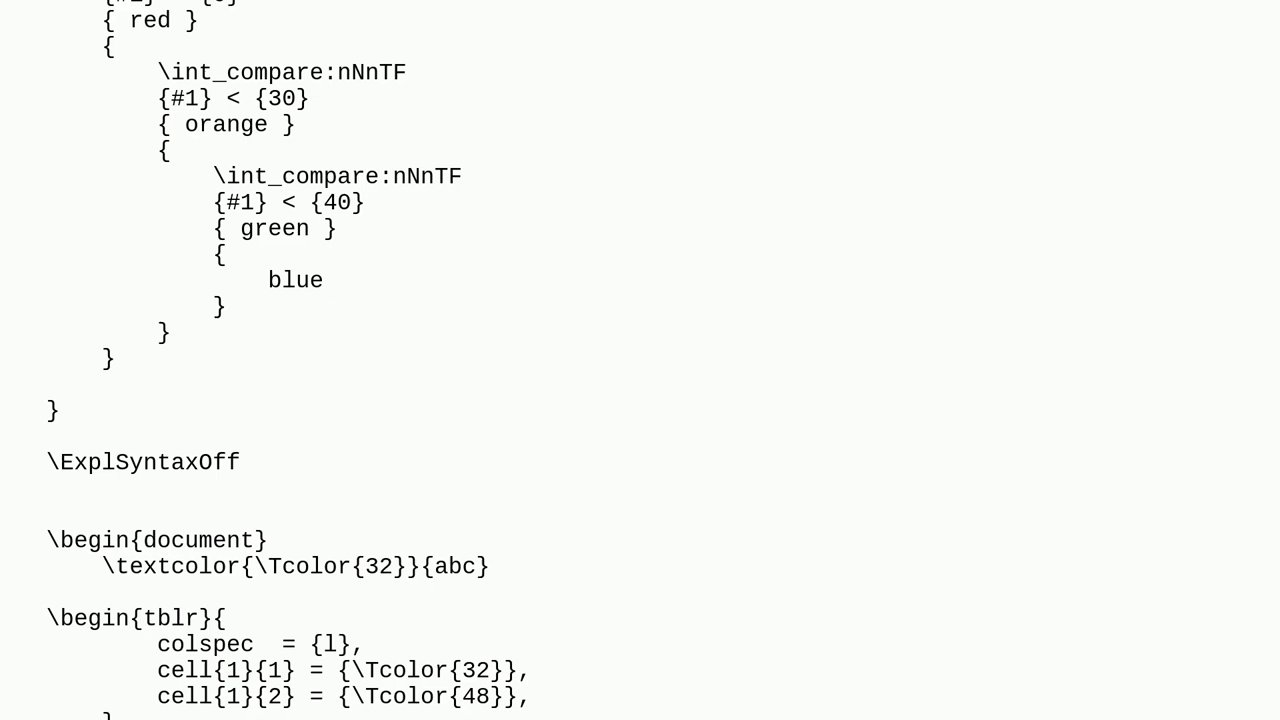 { red }
{
\int_compare:nNnTF
{#1} < {30}
{ orange }
{
\int_compare:nNnTF
{#1} < {40}
{ green }
{
blue
}
}
}
}
\ExplSyntaxOff
\begin{document}
\textcolor{\Tcolor{32}}{abc}
\begin{tblr}{
colspec  = {l},
cell{1}{1} = {\Tcolor{32}},
cell{1}{2} = {\Tcolor{48}},
}